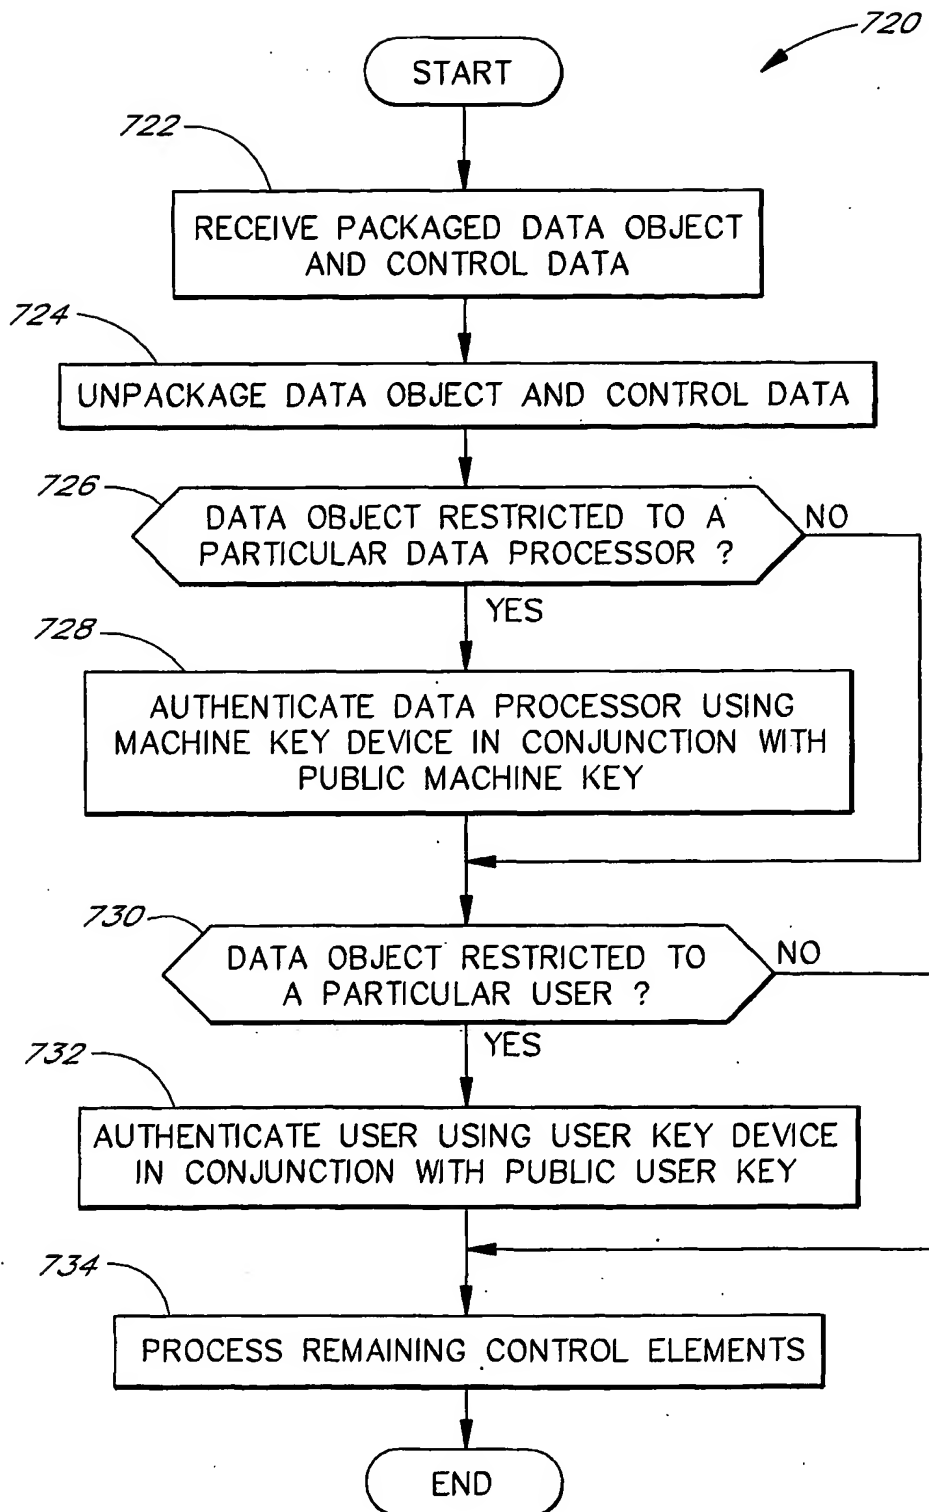 720
START
722
RECEIVE PACKAGED DATA OBJECT
AND CONTROL DATA
724
UNPACKAGE DATA OBJECT AND CONTROL DATA
726
DATA OBJECT RESTRICTED TO A
PARTICULAR DATA PROCESSOR ?
NO
YES
728
AUTHENTICATE DATA PROCESSOR USING
MACHINE KEY DEVICE IN CONJUNCTION WITH
PUBLIC MACHINE KEY
730
DATA OBJECT RESTRICTED TO
A PARTICULAR USER ?
NO
YES
732
AUTHENTICATE USER USING USER KEY DEVICE
IN CONJUNCTION WITH PUBLIC USER KEY
734
PROCESS REMAINING CONTROL ELEMENTS
END